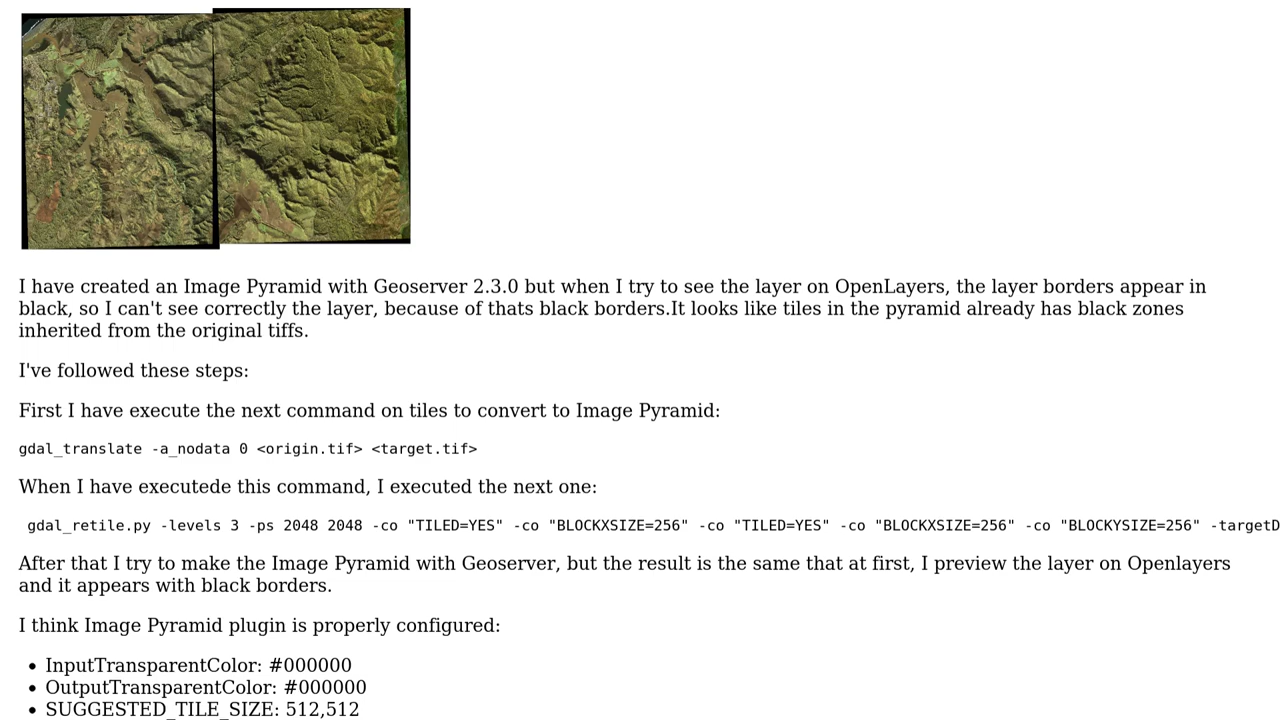 I have created an Image Pyramid with Geoserver 2.3.0 but when I try to see the layer on OpenLayers, the layer borders appear in
black, so I can't see correctly the layer, because of thats black borders.It looks like tiles in the pyramid already has black zones
inherited from the original tiffs.
I've followed these steps:
First I have execute the next command on tiles to convert to Image Pyramid:
gdal_translate -a_nodata 0 <origin.tif> <target.tif>
When I have executede this command, I executed the next one:
gdal_retile.py -levels 3 -ps 2048 2048 -co "TILED=YES" -co "BLOCKXSIZE=256" -co "TILED=YES" -co "BLOCKXSIZE=256" -co "BLOCKYSIZE=256" -targetD
After that I try to make the Image Pyramid with Geoserver, but the result is the same that at first, I preview the layer on Openlayers
and it appears with black borders.
I think Image Pyramid plugin is properly configured:
• InputTransparentColor: #000000
• OutputTransparentColor: #000000
• SUGGESTED_TILE_SIZE: 512,512